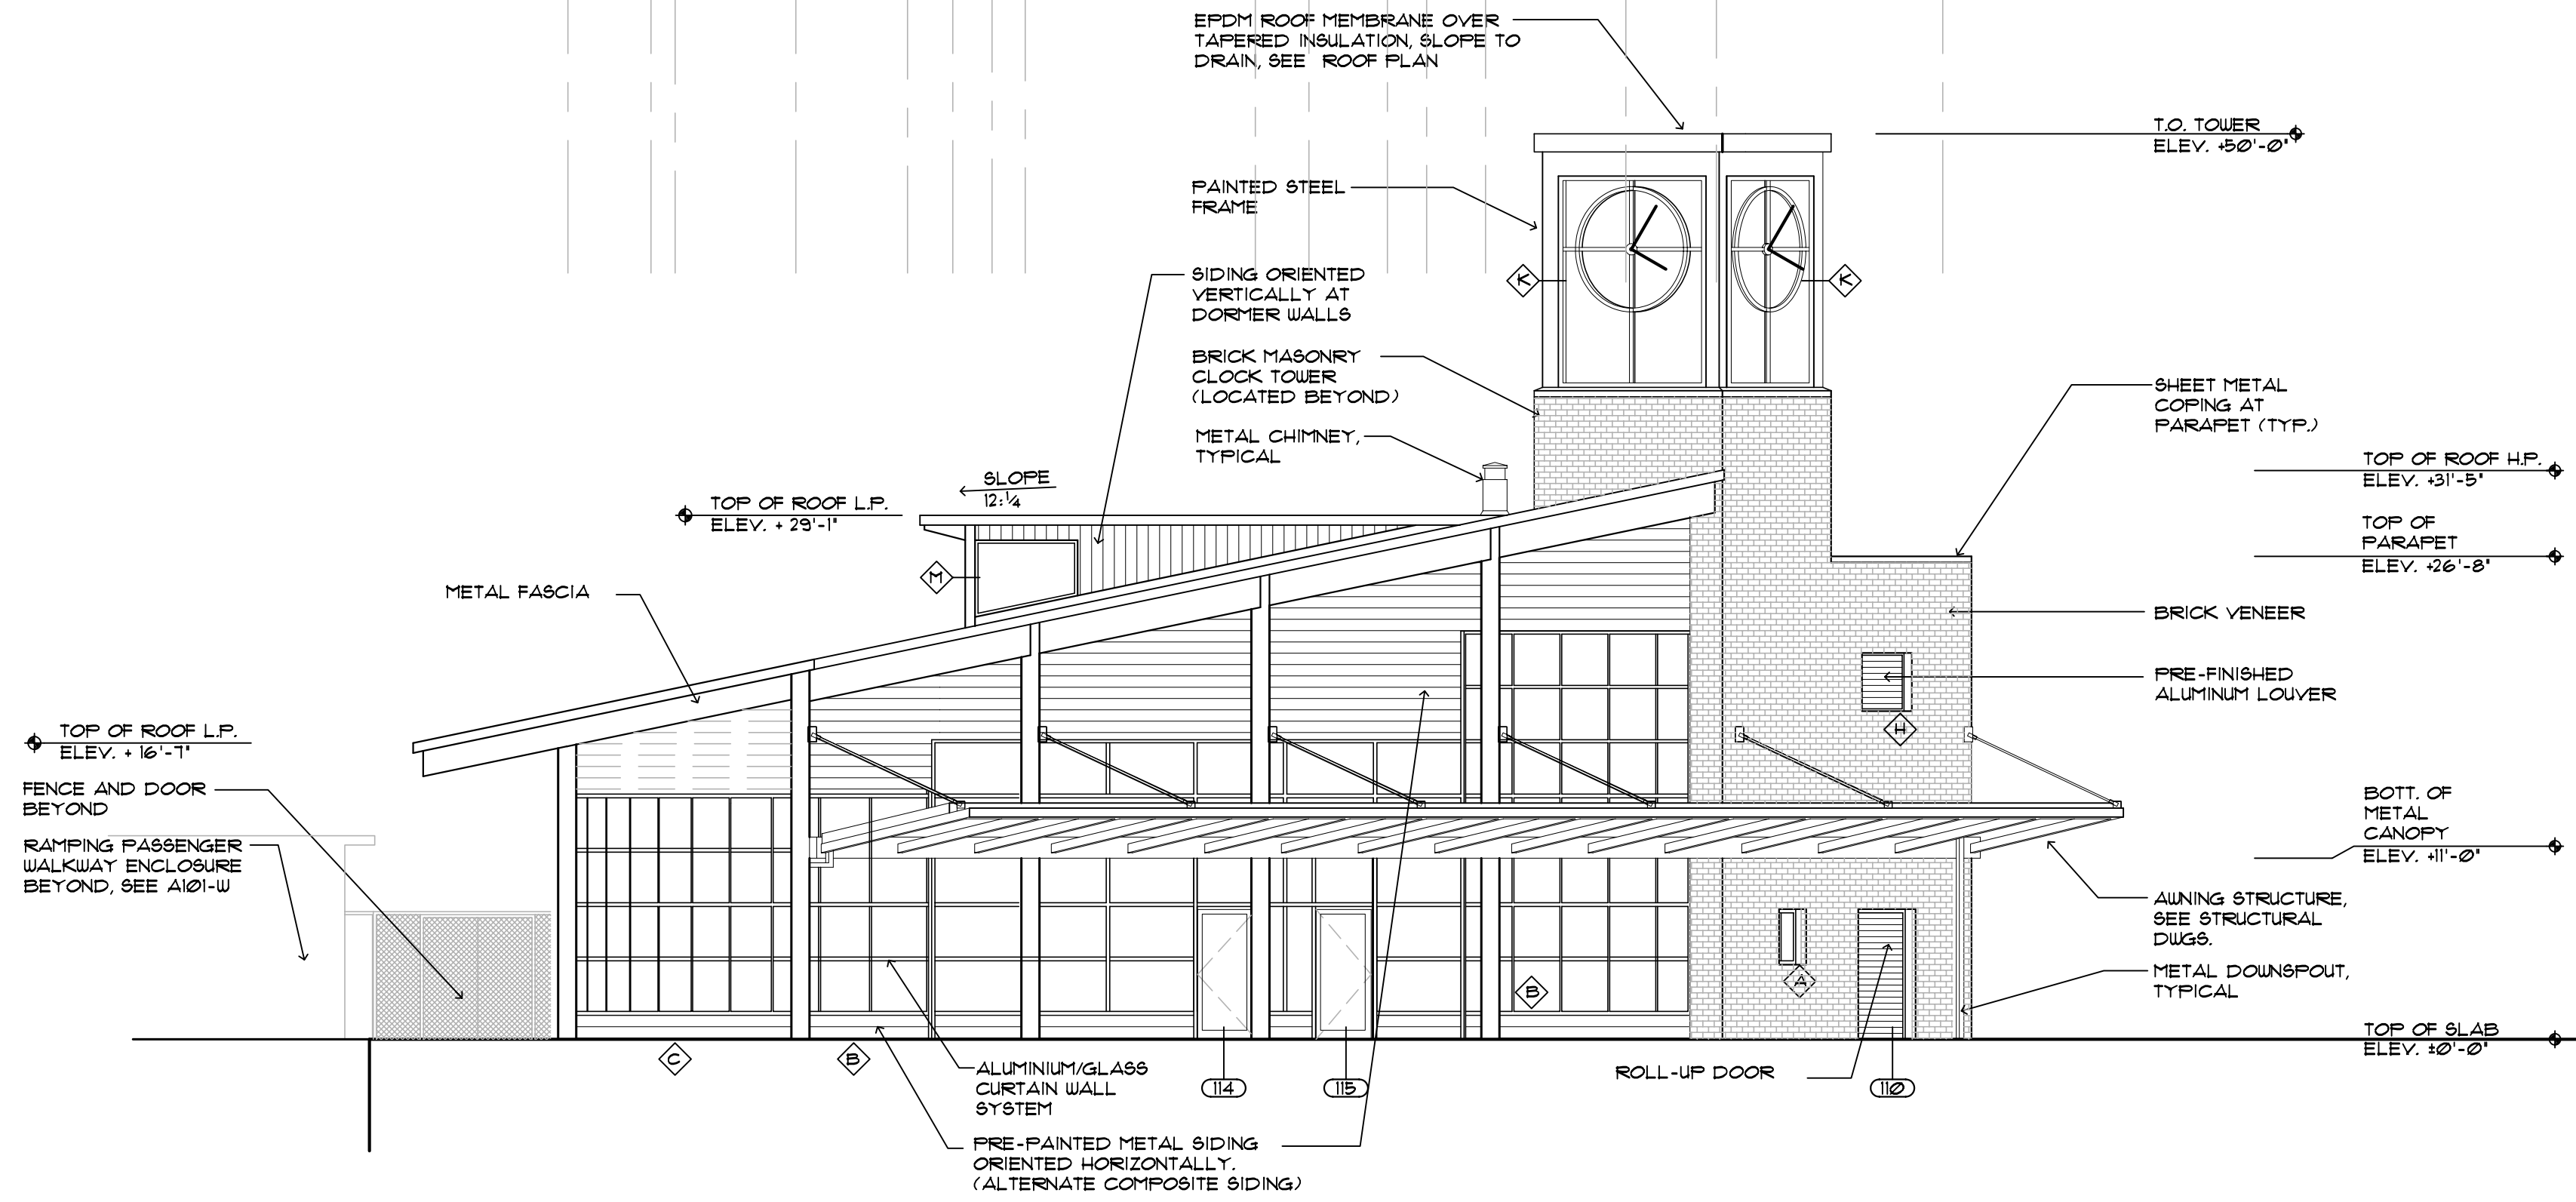 EPDM ROOF MEMBRANE OVER
TAPERED INSULATION, SLOPE TO
DRAIN, SEE ROOF PLAN
T.O. TOWER
ELEV. +50'-0"
PAINTED STEEL
FRAME
K
K
SIDING ORIENTED
VERTICALLY AT
DORMER WALLS
BRICK MASONRY
CLOCK TOWER
(LOCATED BEYOND)
METAL CHIMNEY,
TYPICAL
SHEET METAL
COPING AT
PARAPET (TYP.)
TOP OF ROOF H.P.
ELEV. +31'-5"
SLOPE
12:¼
TOP OF ROOF L.P.
ELEV. + 29'-1"
TOP OF
PARAPET
ELEV. +26'-8"
M
METAL FASCIA
BRICK VENEER
PRE-FINISHED
ALUMINUM LOUVER
H
TOP OF ROOF L.P.
ELEV. + 16'-7"
FENCE AND DOOR
BEYOND
RAMPING PASSENGER
WALKWAY ENCLOSURE
BEYOND, SEE A101-W
BOTT. OF
METAL
CANOPY
ELEV. +11'-0"
AWNING STRUCTURE,
SEE STRUCTURAL
DWGS.
METAL DOWNSPOUT,
TYPICAL
A
B
TOP OF SLAB
ELEV. ±0'-0"
C
B
ALUMINIUM/GLASS
CURTAIN WALL
SYSTEM
114
115
ROLL-UP DOOR
110
PRE-PAINTED METAL SIDING
ORIENTED HORIZONTALLY.
(ALTERNATE COMPOSITE SIDING)